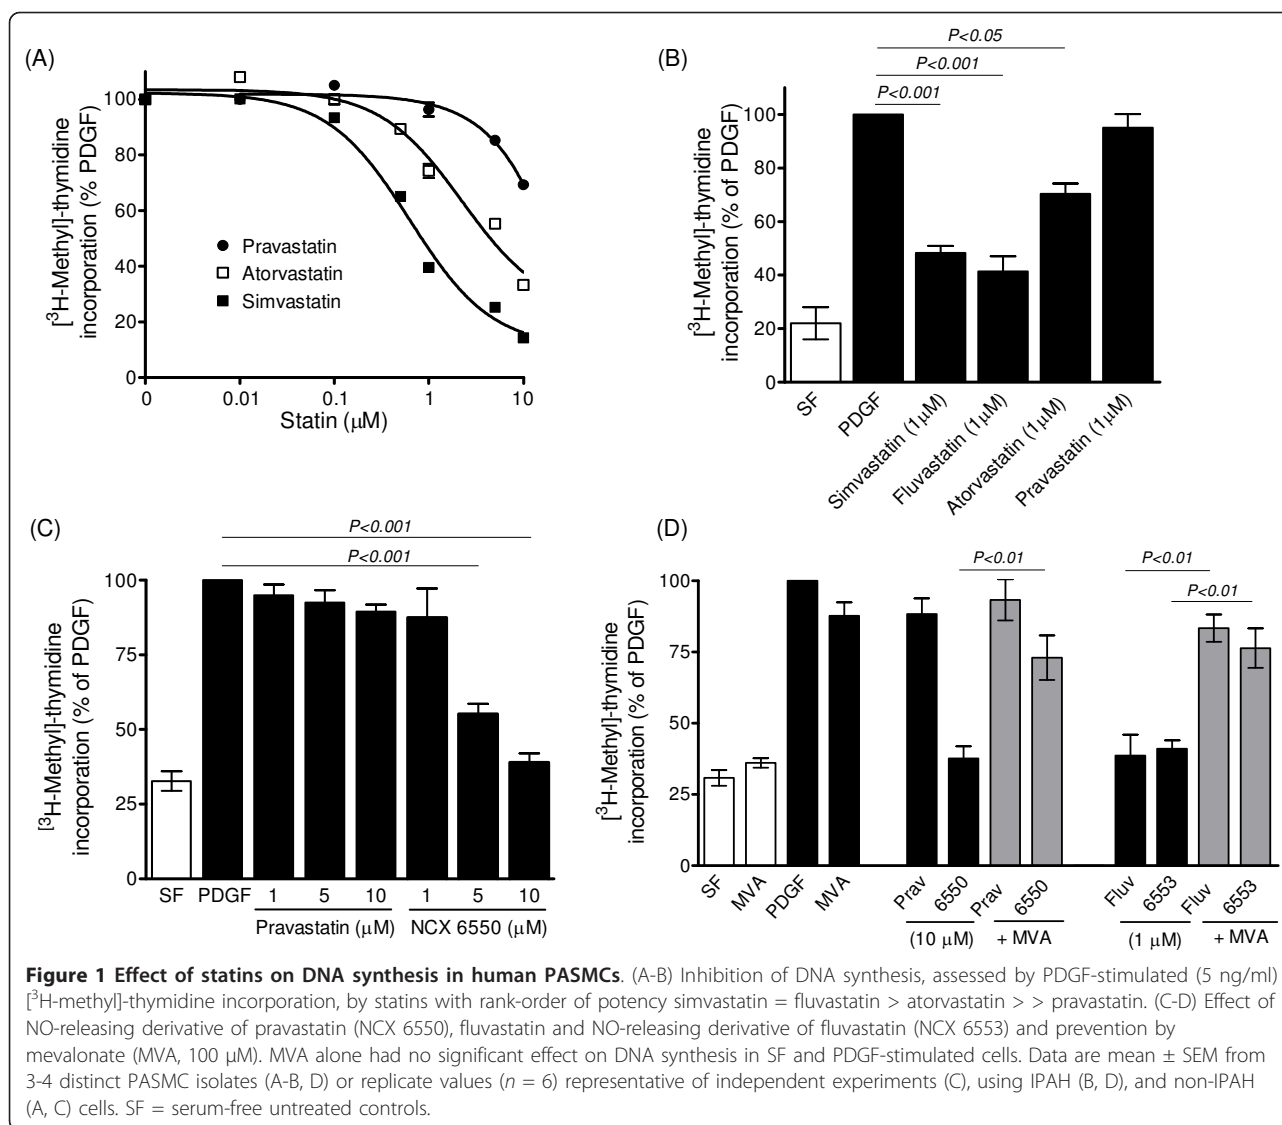 (A)
[³H-Methyl]-thymidine
incorporation (% PDGF)
100
80
60
40
20
0
Pravastatin
Atorvastatin
Simvastatin
0 0.01 0.1 1 10
Statin (μM)
(B)
P<0.05
P<0.001
P<0.001
[³H-Methyl]-thymidine
incorporation (% of PDGF)
100
80
60
40
20
0
SF
PDGF
Simvastatin (1μM)
Fluvastatin (1μM)
Atorvastatin (1μM)
Pravastatin (1μM)
(C)
P<0.001
P<0.001
[³H-Methyl]-thymidine
incorporation (% of PDGF)
100
75
50
25
0
SF PDGF 1 5 10 1 5 10
Pravastatin (μM) NCX 6550 (μM)
(D)
P<0.01
P<0.01
P<0.01
[³H-Methyl]-thymidine
incorporation (% of PDGF)
100
75
50
25
0
SF
MVA
PDGF
MVA
Prav
6550
Prav
6550
Fluv
6553
Fluv
6553
(10 μM) + MVA (1 μM) + MVA
Figure 1 Effect of statins on DNA synthesis in human PASMCs. (A-B) Inhibition of DNA synthesis, assessed by PDGF-stimulated (5 ng/ml)
[³H-methyl]-thymidine incorporation, by statins with rank-order of potency simvastatin = fluvastatin > atorvastatin > > pravastatin. (C-D) Effect of
NO-releasing derivative of pravastatin (NCX 6550), fluvastatin and NO-releasing derivative of fluvastatin (NCX 6553) and prevention by
mevalonate (MVA, 100 μM). MVA alone had no significant effect on DNA synthesis in SF and PDGF-stimulated cells. Data are mean ± SEM from
3-4 distinct PASMC isolates (A-B, D) or replicate values (n = 6) representative of independent experiments (C), using IPAH (B, D), and non-IPAH
(A, C) cells. SF = serum-free untreated controls.